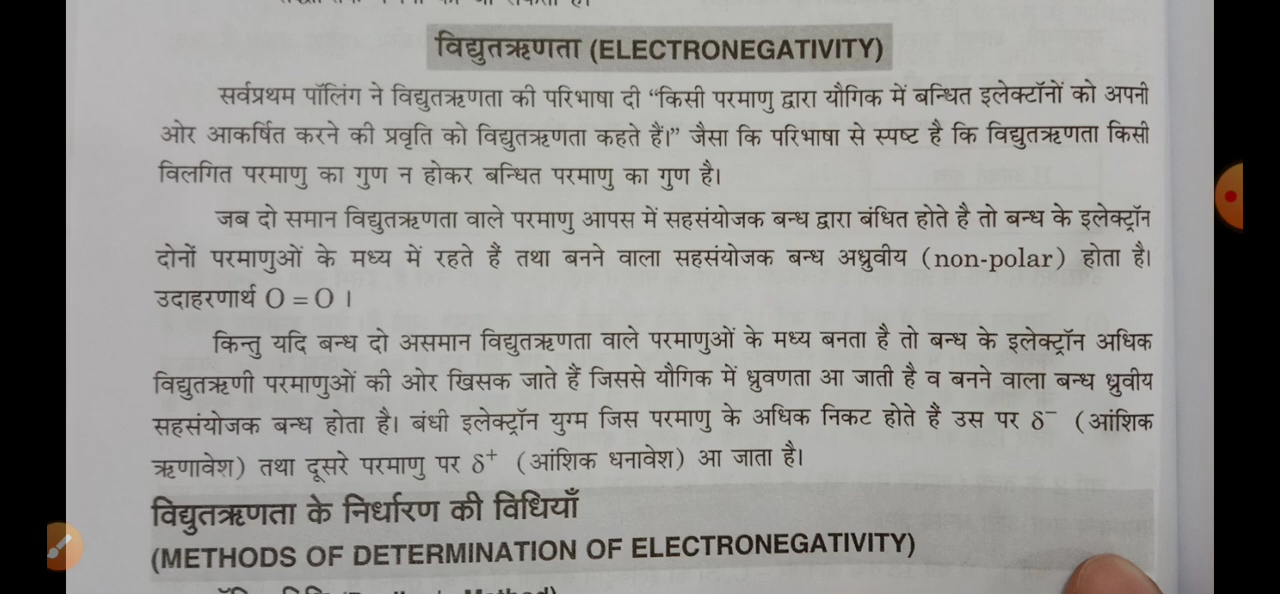 विद्युतऋणता (ELECTRONEGATIVITY)
सर्वप्रथम पॉलिंग ने विद्युतऋणता की परिभाषा दी “किसी परमाणु द्वारा यौगिक में बन्धित इलेक्टॉनों को अपनी
ओर आकर्षित करने की प्रवृति को विद्युतऋणता कहते हैं।” जैसा कि परिभाषा से स्पष्ट है कि विद्युतऋणता किसी
विलगित परमाणु का गुण न होकर बन्धित परमाणु का गुण है।
जब दो समान विद्युतऋणता वाले परमाणु आपस में सहसंयोजक बन्ध द्वारा बंधित होते है तो बन्ध के इलेक्ट्रॉन
दोनों परमाणुओं के मध्य में रहते हैं तथा बनने वाला सहसंयोजक बन्ध अध्रुवीय (non-polar) होता है।
उदाहरणार्थ O = O ।
किन्तु यदि बन्ध दो असमान विद्युतऋणता वाले परमाणुओं के मध्य बनता है तो बन्ध के इलेक्ट्रॉन अधिक
विद्युतऋणी परमाणुओं की ओर खिसक जाते हैं जिससे यौगिक में ध्रुवणता आ जाती है व बनने वाला बन्ध ध्रुवीय
सहसंयोजक बन्ध होता है। बंधी इलेक्ट्रॉन युग्म जिस परमाणु के अधिक निकट होते हैं उस पर δ⁻ (आंशिक
ऋणावेश) तथा दूसरे परमाणु पर δ⁺ (आंशिक धनावेश) आ जाता है।
विद्युतऋणता के निर्धारण की विधियाँ
(METHODS OF DETERMINATION OF ELECTRONEGATIVITY)